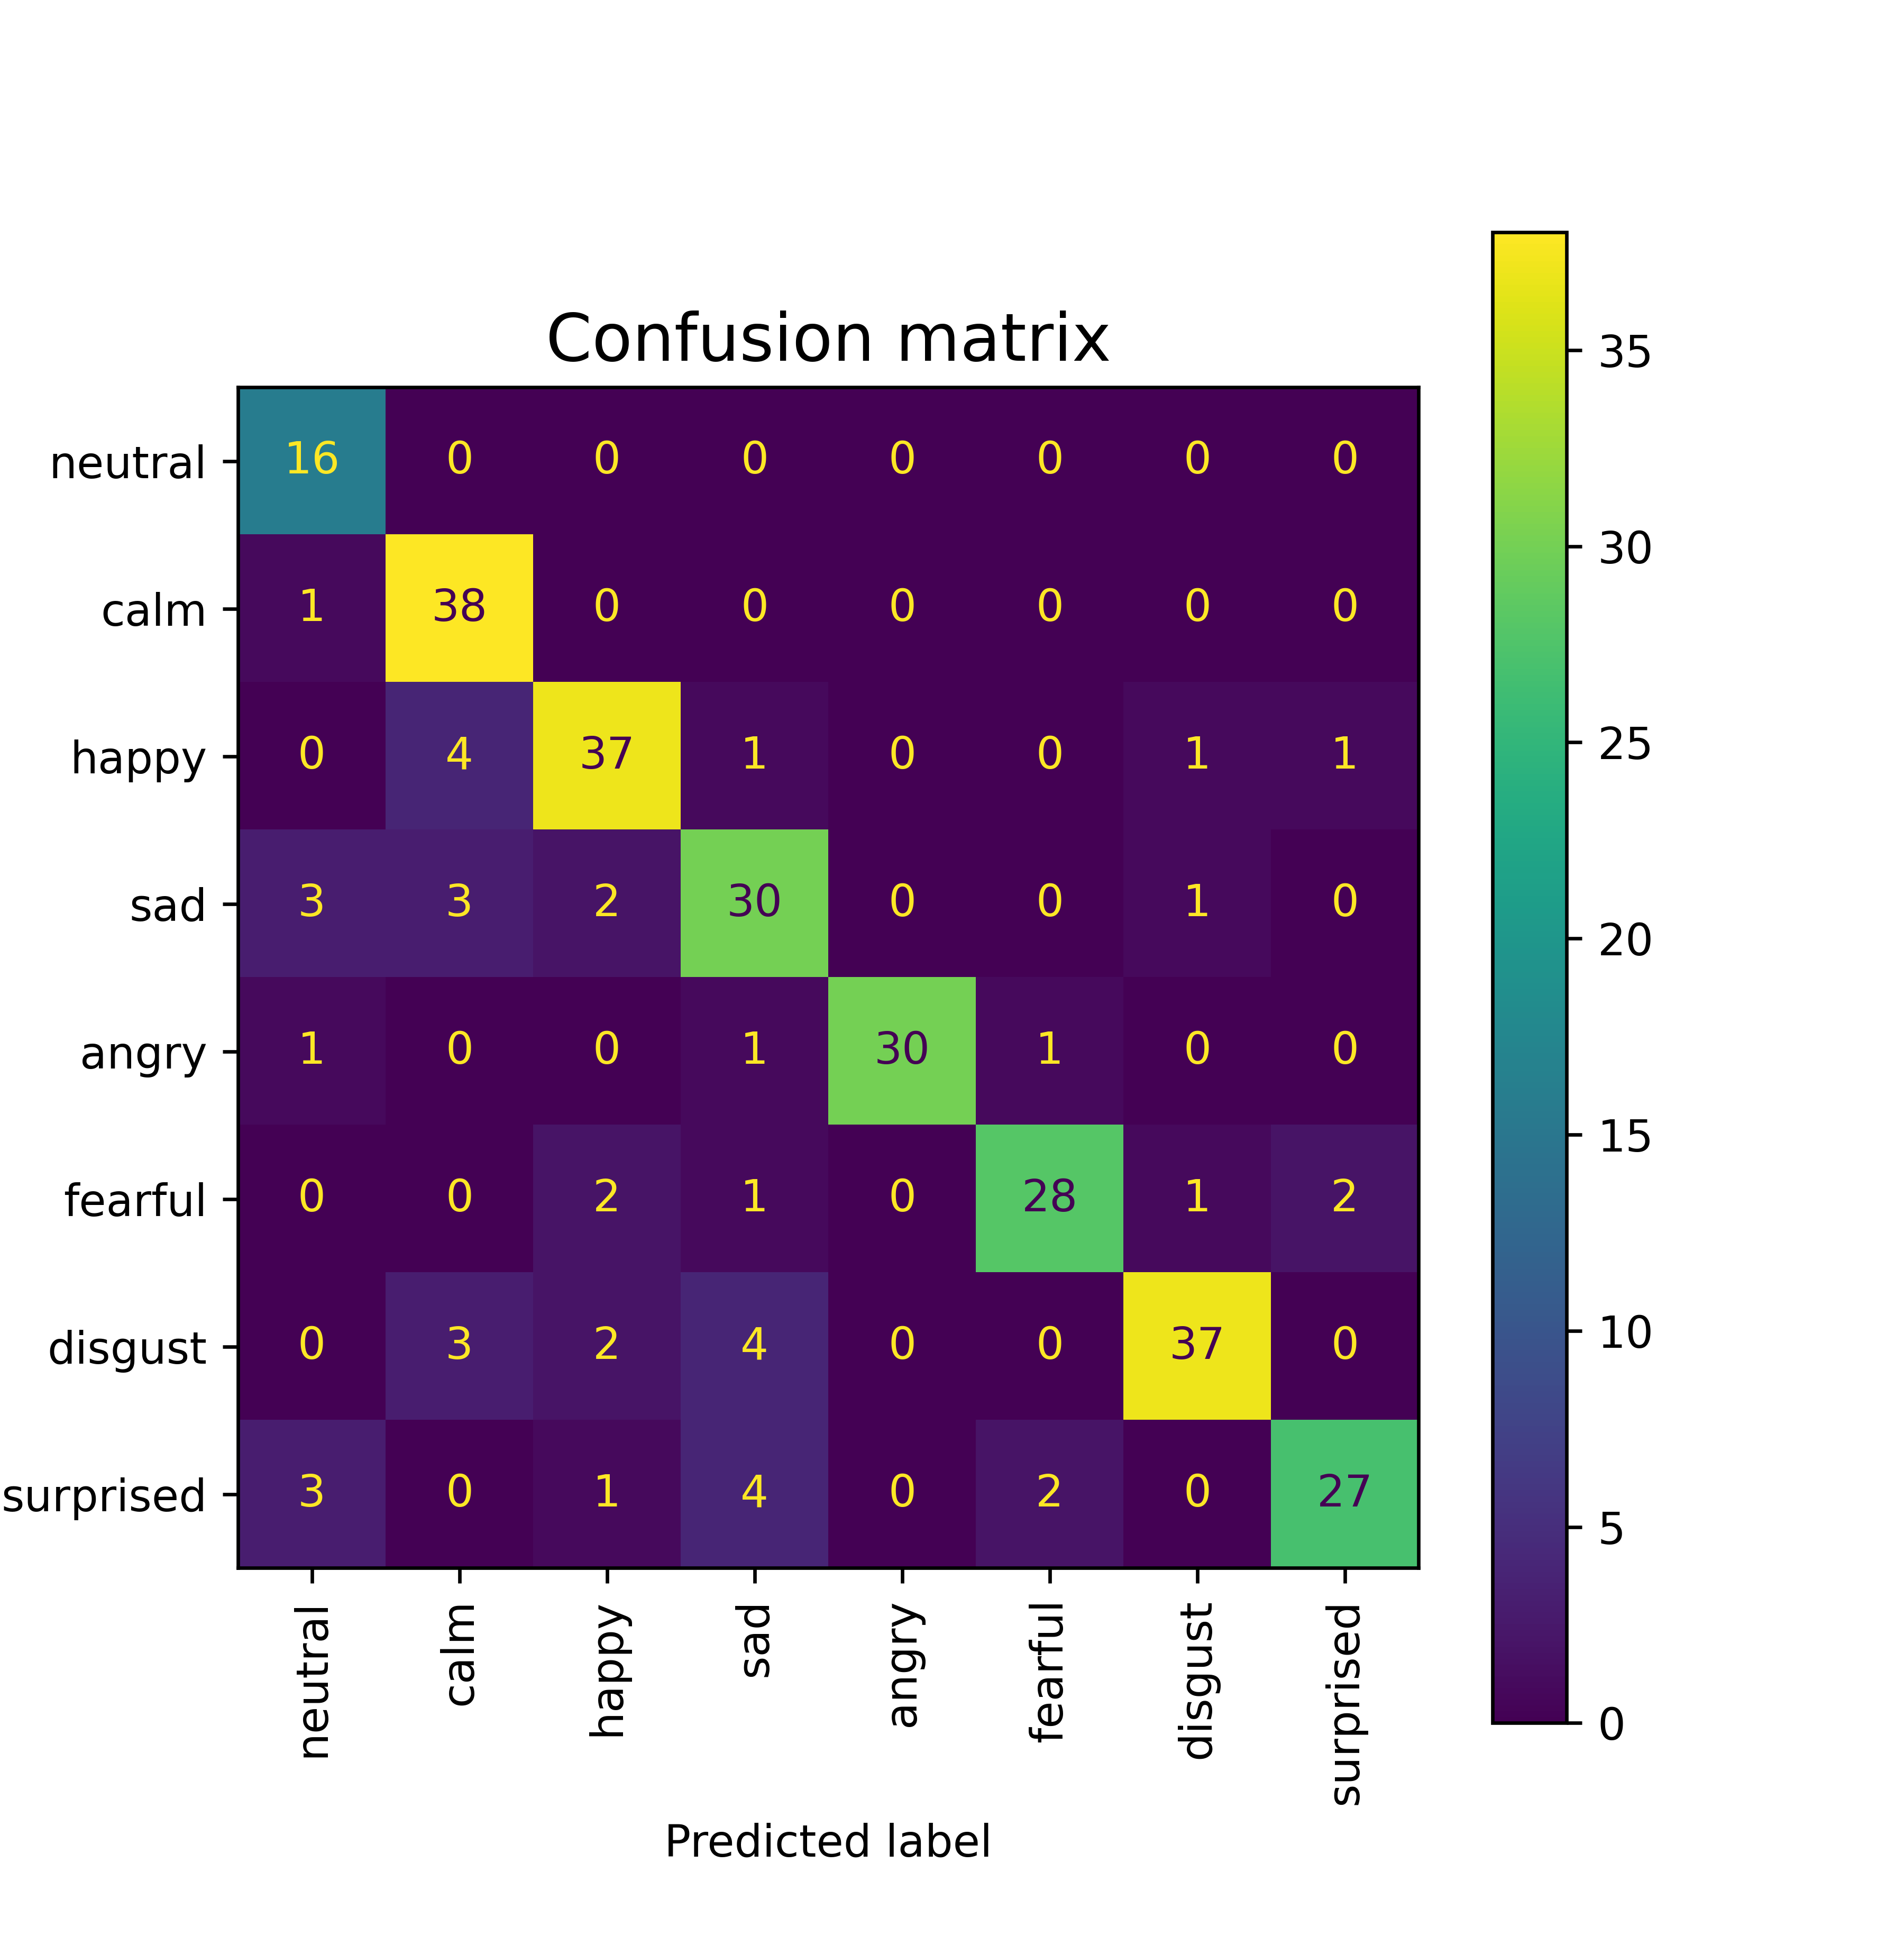 Confusion matrix
neutral 16 0 0 0 0 0 0 0
calm 1 38 0 0 0 0 0 0
happy 0 4 37 1 0 0 1 1
sad 3 3 2 30 0 0 1 0
angry 1 0 0 1 30 1 0 0
fearful 0 0 2 1 0 28 1 2
disgust 0 3 2 4 0 0 37 0
surprised 3 0 1 4 0 2 0 27
neutral calm happy sad angry fearful disgust surprised
Predicted label
35
30
25
20
15
10
5
0